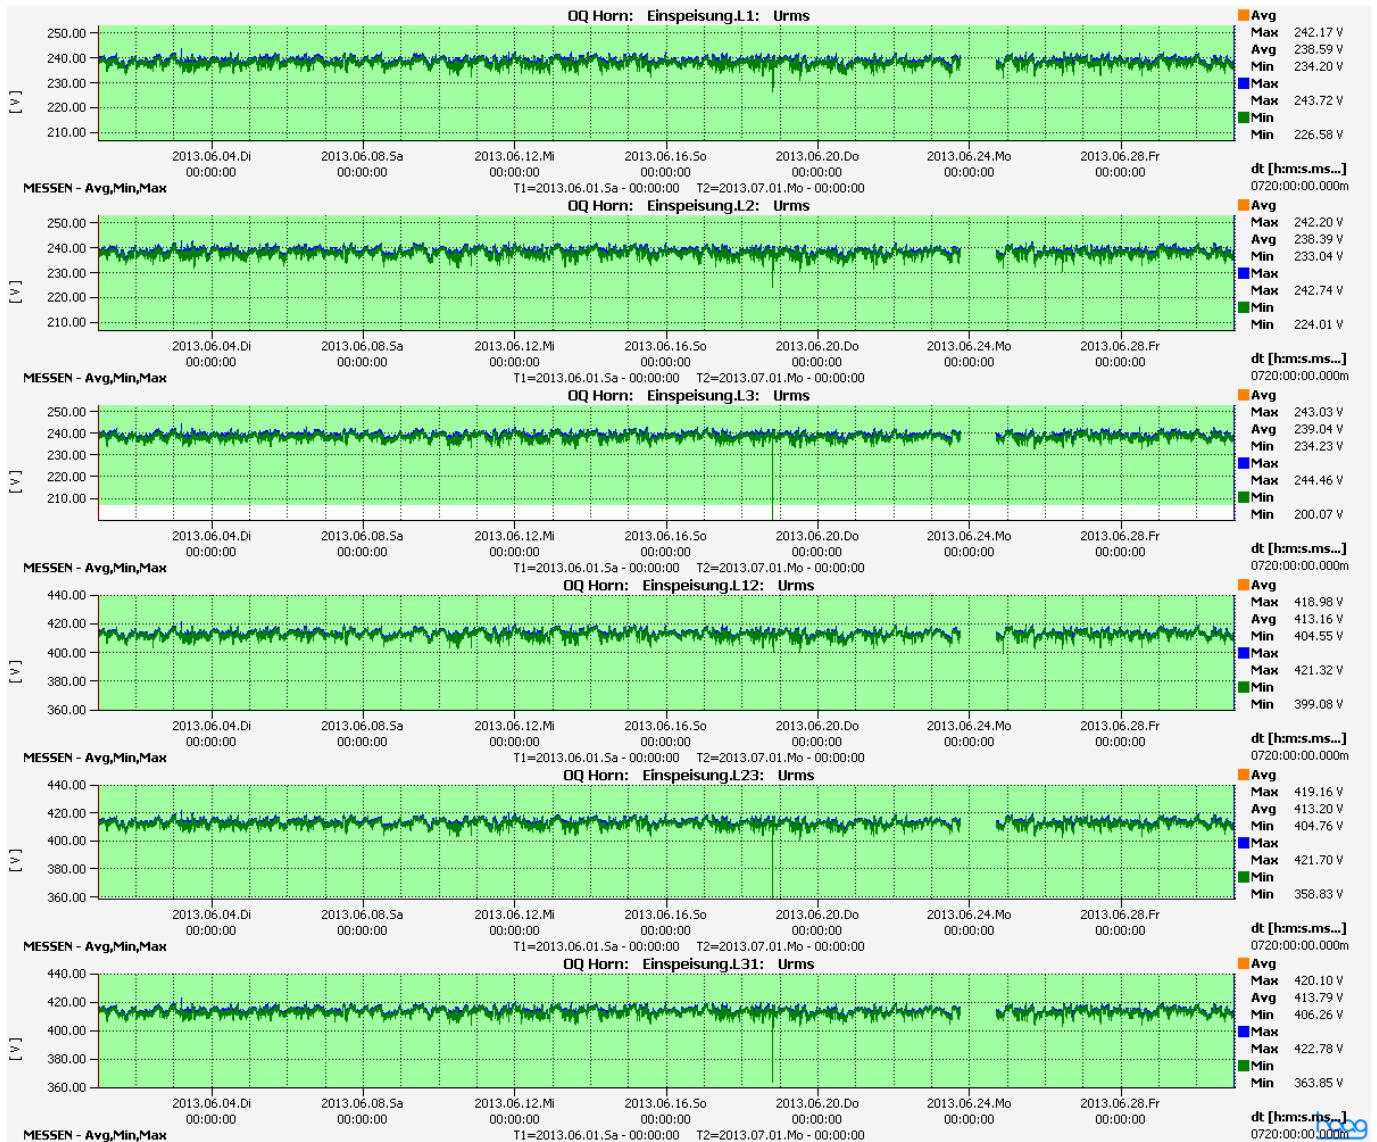 OQ Horn: Einspeisung.L1: Urms
250.00
240.00
230.00
220.00
210.00
[V]
2013.06.04.Di 2013.06.08.Sa 2013.06.12.Mi 2013.06.16.So 2013.06.20.Do 2013.06.24.Mo 2013.06.28.Fr
00:00:00 00:00:00 00:00:00 00:00:00 00:00:00 00:00:00 00:00:00
MESSEN - Avg,Min,Max T1=2013.06.01.Sa - 00:00:00 T2=2013.07.01.Mo - 00:00:00
Avg
Max 242.17 V
Avg 238.59 V
Min 234.20 V
Max
Max 243.72 V
Min
Min 226.58 V
dt [h:m:s.ms...]
0720:00:00.000m
OQ Horn: Einspeisung.L2: Urms
250.00
240.00
230.00
220.00
210.00
[V]
2013.06.04.Di 2013.06.08.Sa 2013.06.12.Mi 2013.06.16.So 2013.06.20.Do 2013.06.24.Mo 2013.06.28.Fr
00:00:00 00:00:00 00:00:00 00:00:00 00:00:00 00:00:00 00:00:00
MESSEN - Avg,Min,Max T1=2013.06.01.Sa - 00:00:00 T2=2013.07.01.Mo - 00:00:00
Avg
Max 242.20 V
Avg 238.39 V
Min 233.04 V
Max
Max 242.74 V
Min
Min 224.01 V
dt [h:m:s.ms...]
0720:00:00.000m
OQ Horn: Einspeisung.L3: Urms
250.00
240.00
230.00
220.00
210.00
[V]
2013.06.04.Di 2013.06.08.Sa 2013.06.12.Mi 2013.06.16.So 2013.06.20.Do 2013.06.24.Mo 2013.06.28.Fr
00:00:00 00:00:00 00:00:00 00:00:00 00:00:00 00:00:00 00:00:00
MESSEN - Avg,Min,Max T1=2013.06.01.Sa - 00:00:00 T2=2013.07.01.Mo - 00:00:00
Avg
Max 243.03 V
Avg 239.04 V
Min 234.23 V
Max
Max 244.46 V
Min
Min 200.07 V
dt [h:m:s.ms...]
0720:00:00.000m
OQ Horn: Einspeisung.L12: Urms
440.00
420.00
400.00
380.00
360.00
[V]
2013.06.04.Di 2013.06.08.Sa 2013.06.12.Mi 2013.06.16.So 2013.06.20.Do 2013.06.24.Mo 2013.06.28.Fr
00:00:00 00:00:00 00:00:00 00:00:00 00:00:00 00:00:00 00:00:00
MESSEN - Avg,Min,Max T1=2013.06.01.Sa - 00:00:00 T2=2013.07.01.Mo - 00:00:00
Avg
Max 418.98 V
Avg 413.16 V
Min 404.55 V
Max
Max 421.32 V
Min
Min 399.08 V
dt [h:m:s.ms...]
0720:00:00.000m
OQ Horn: Einspeisung.L23: Urms
440.00
420.00
400.00
380.00
360.00
[V]
2013.06.04.Di 2013.06.08.Sa 2013.06.12.Mi 2013.06.16.So 2013.06.20.Do 2013.06.24.Mo 2013.06.28.Fr
00:00:00 00:00:00 00:00:00 00:00:00 00:00:00 00:00:00 00:00:00
MESSEN - Avg,Min,Max T1=2013.06.01.Sa - 00:00:00 T2=2013.07.01.Mo - 00:00:00
Avg
Max 419.16 V
Avg 413.20 V
Min 404.76 V
Max
Max 421.70 V
Min
Min 358.83 V
dt [h:m:s.ms...]
0720:00:00.000m
OQ Horn: Einspeisung.L31: Urms
440.00
420.00
400.00
380.00
360.00
[V]
2013.06.04.Di 2013.06.08.Sa 2013.06.12.Mi 2013.06.16.So 2013.06.20.Do 2013.06.24.Mo 2013.06.28.Fr
00:00:00 00:00:00 00:00:00 00:00:00 00:00:00 00:00:00 00:00:00
MESSEN - Avg,Min,Max T1=2013.06.01.Sa - 00:00:00 T2=2013.07.01.Mo - 00:00:00
Avg
Max 420.10 V
Avg 413.79 V
Min 406.26 V
Max
Max 422.78 V
Min
Min 363.85 V
dt [h:m:s.ms...]
0720:00:00.000m
haag